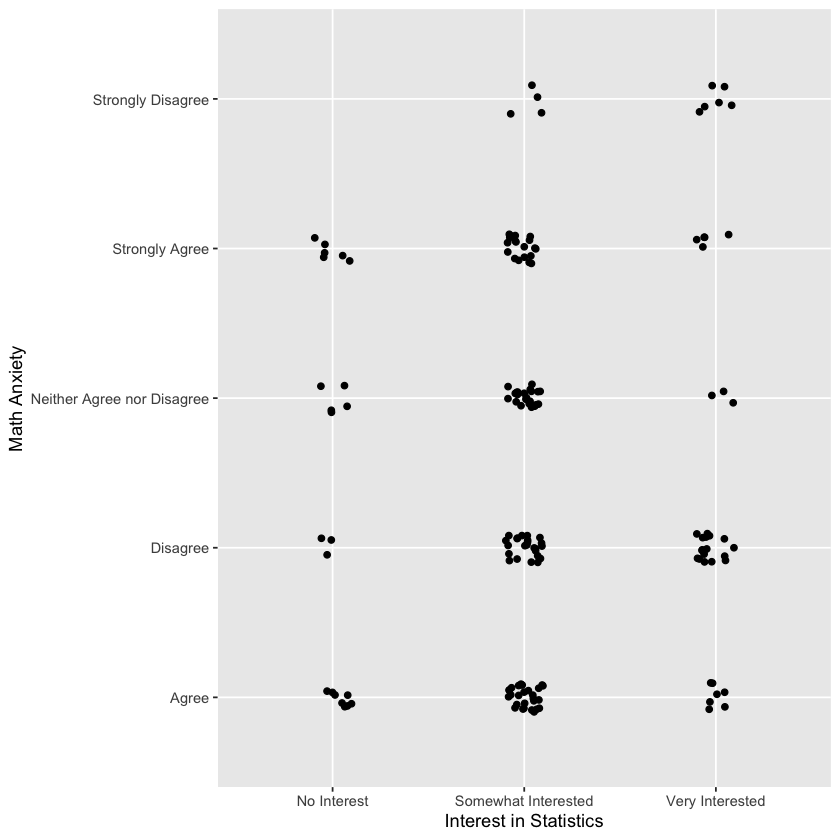 Strongly Disagree
Strongly Agree
Neither Agree nor Disagree
Disagree
Agree
Math Anxiety
No Interest
Somewhat Interested
Very Interested
Interest in Statistics